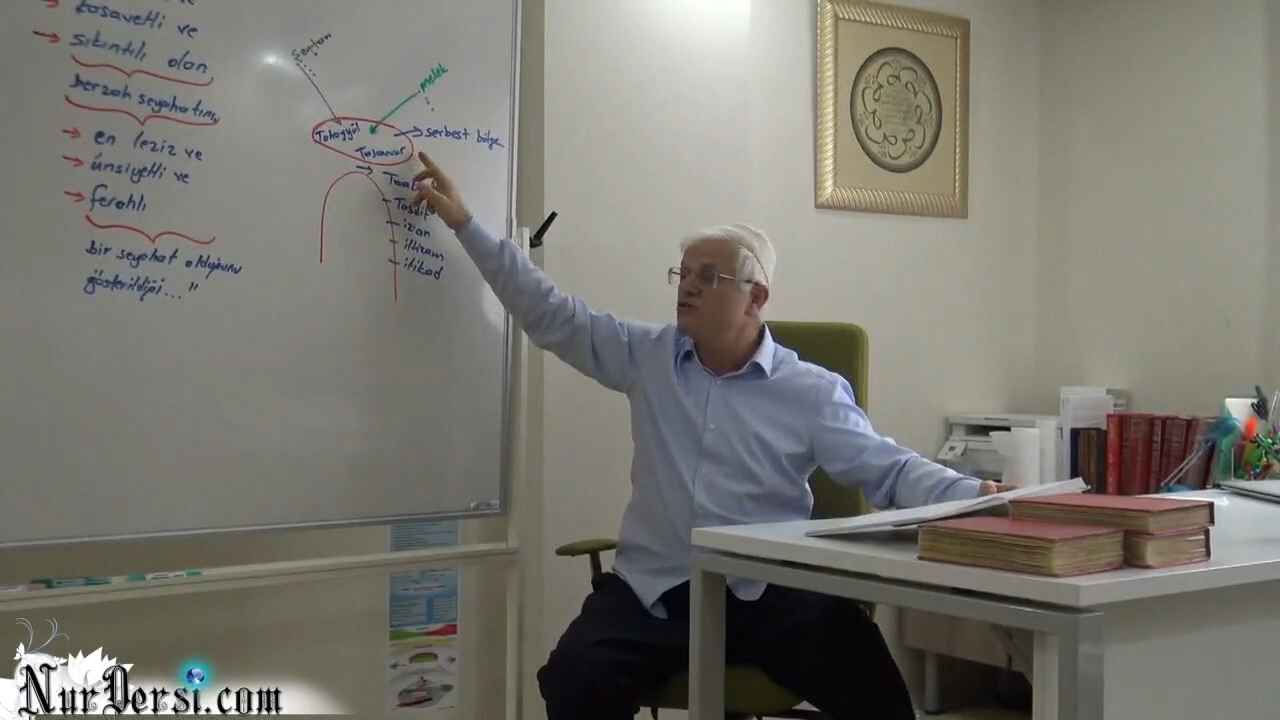 kasavetli ve
sıkıntılı olan
berzah seyahatını
en leziz ve
ünsiyetli ve
ferahlı
bir seyahat olduğunu
gösterildiği..."
Şeytan
melek
Tahayyül
Tasavvur
serbest bölge
Tasdik
izan
iltizam
itikad
NurDersi.com